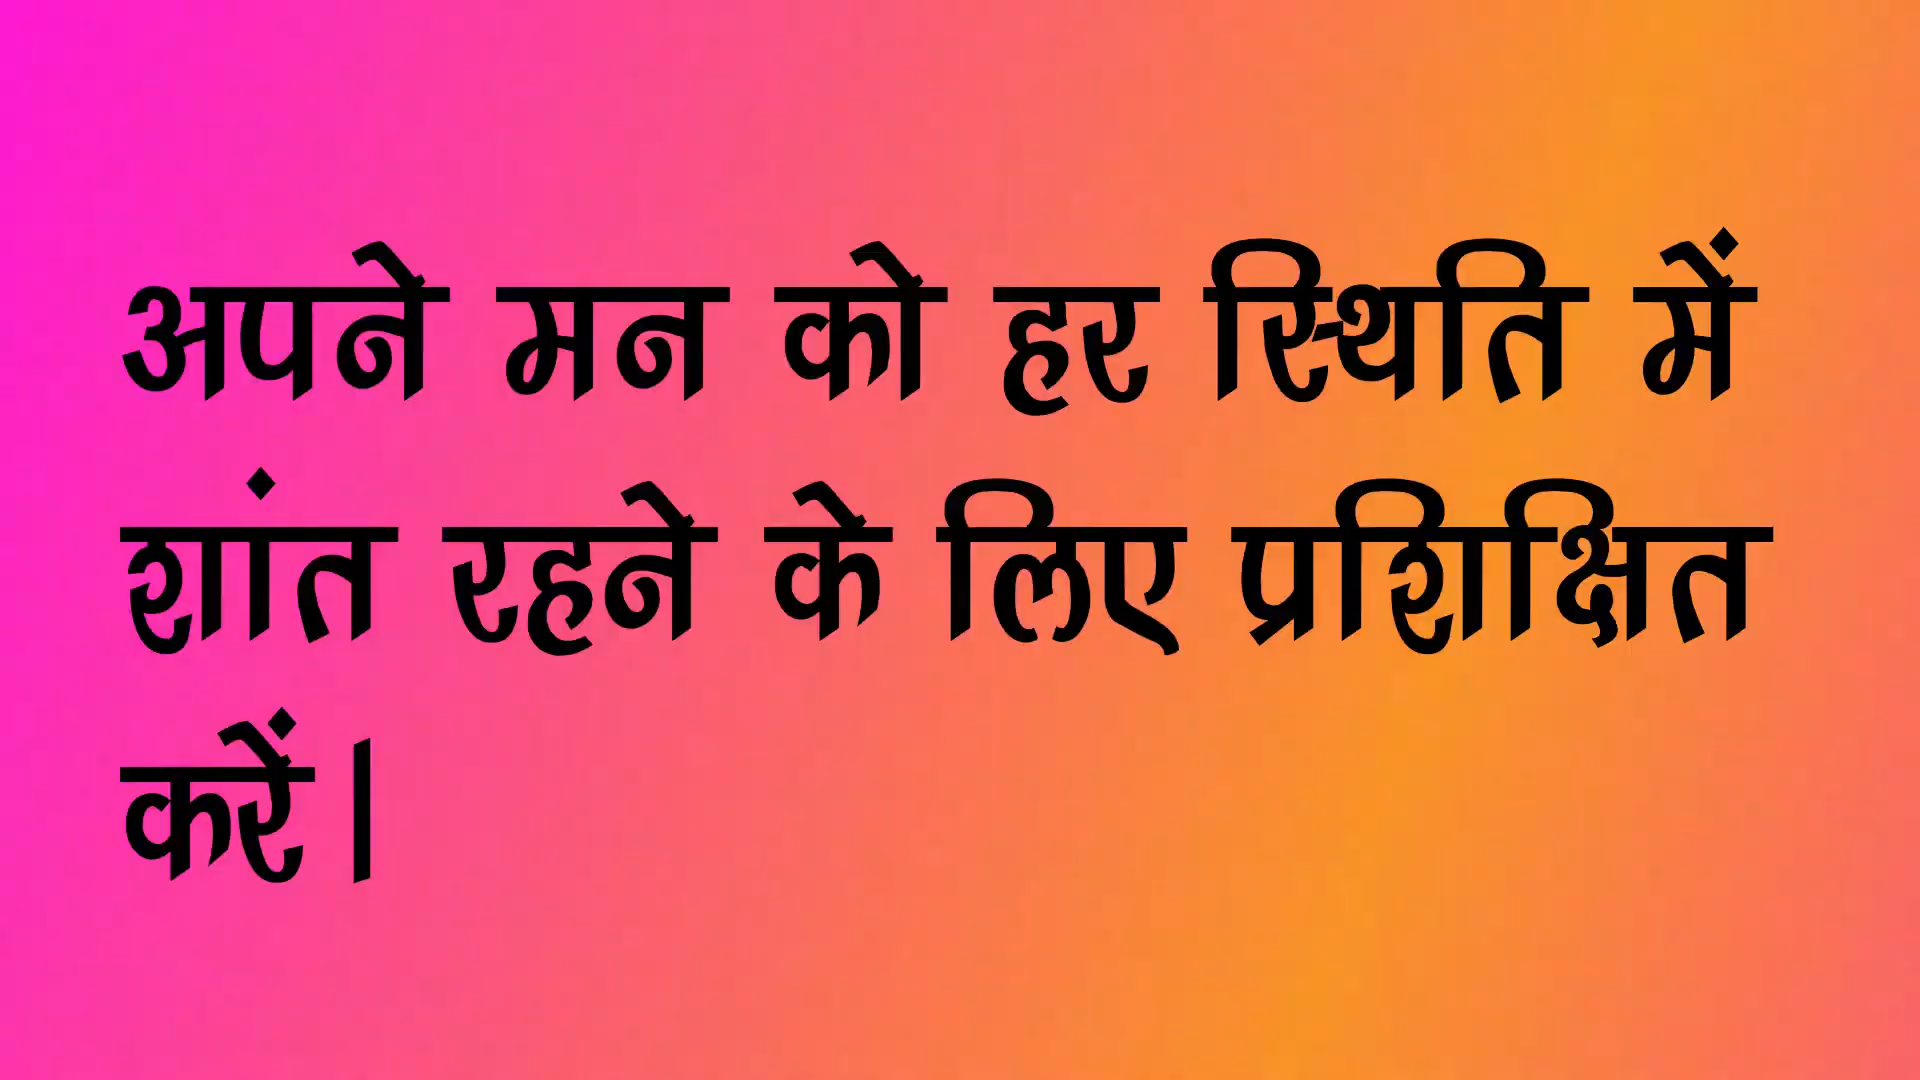 अपने मन को हर स्थिति में
शांत रहने के लिए प्रशिक्षित
करें।